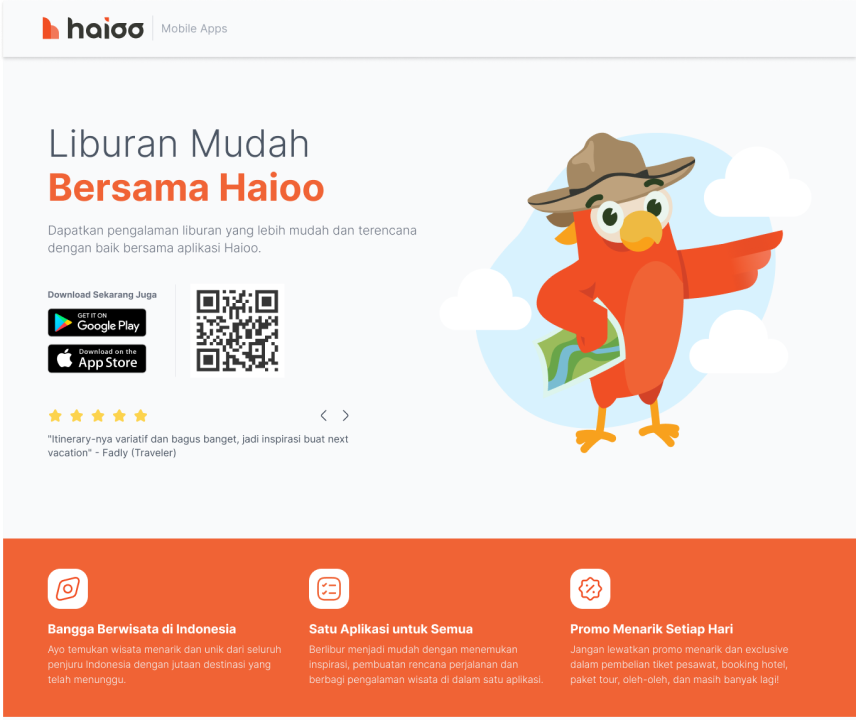 haioo
Mobile Apps
Liburan Mudah
Bersama Haioo
Dapatkan pengalaman liburan yang lebih mudah dan terencana
dengan baik bersama aplikasi Haioo.
Download Sekarang Juga
GET IT ON
Google Play
Download on the
App Store
"Itinerary-nya variatif dan bagus banget, jadi inspirasi buat next
vacation" - Fadly (Traveler)
Bangga Berwisata di Indonesia
Ayo temukan wisata menarik dan unik dari seluruh
penjuru Indonesia dengan jutaan destinasi yang
telah menunggu.
Satu Aplikasi untuk Semua
Berlibur menjadi mudah dengan menemukan
inspirasi, pembuatan rencana perjalanan dan
berbagi pengalaman wisata di dalam satu aplikasi.
Promo Menarik Setiap Hari
Jangan lewatkan promo menarik dan exclusive
dalam pembelian tiket pesawat, booking hotel,
paket tour, oleh-oleh, dan masih banyak lagi!